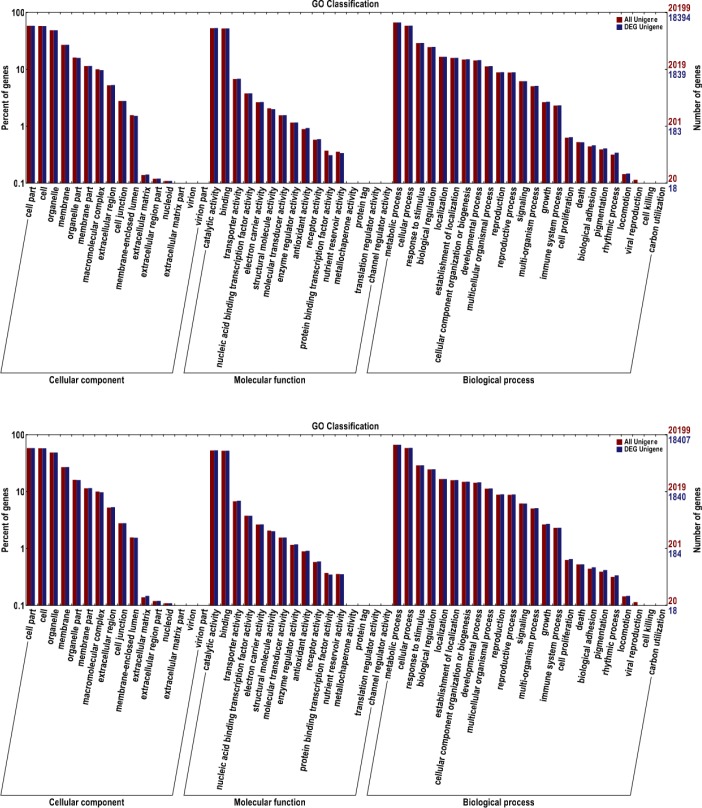 GO Classification
All Unigere
DEG Unigene
Percent of genes
100
10
1
0.1
20199
18394
2019
1839
201
183
20
18
Number of genes
cell part
cell
organelle
membrane
organelle part
membrane part
macromolecular complex
extracellular region
cell junction
membrane-enclosed lumen
extracellular matrix
extracellular region part
nucleoid
extracellular matrix part
virion
virion part
catalytic activity
binding
transporter activity
nucleic acid binding transcription factor activity
electron carrier activity
structural molecule activity
molecular transducer activity
enzyme regulator activity
antioxidant activity
receptor activity
protein binding transcription factor activity
nutrient reservoir activity
metallochaperone activity
protein tag
translation regulator activity
channel regulator activity
metabolic process
cellular process
response to stimulus
biological regulation
localization
establishment of localization
cellular component organization or biogenesis
developmental process
multicellular organismal process
reproduction
reproductive process
signaling
multi-organism process
growth
immune system process
cell proliferation
death
biological adhesion
pigmentation
rhythmic process
locomotion
viral reproduction
cell killing
carbon utilization
Cellular component
Molecular function
Biological process
GO Classification
All Unigere
DEG Unigene
Percent of genes
100
10
1
0.1
20199
18407
2019
1840
201
184
20
18
Number of genes
cell part
cell
organelle
membrane
organelle part
membrane part
macromolecular complex
extracellular region
cell junction
membrane-enclosed lumen
extracellular matrix
extracellular region part
nucleoid
extracellular matrix part
virion
virion part
catalytic activity
binding
transporter activity
nucleic acid binding transcription factor activity
electron carrier activity
structural molecule activity
molecular transducer activity
enzyme regulator activity
antioxidant activity
receptor activity
protein binding transcription factor activity
nutrient reservoir activity
metallochaperone activity
protein tag
translation regulator activity
channel regulator activity
metabolic process
cellular process
response to stimulus
biological regulation
localization
establishment of localization
cellular component organization or biogenesis
developmental process
multicellular organismal process
reproduction
reproductive process
signaling
multi-organism process
growth
immune system process
cell proliferation
death
biological adhesion
pigmentation
rhythmic process
locomotion
viral reproduction
cell killing
carbon utilization
Cellular component
Molecular function
Biological process